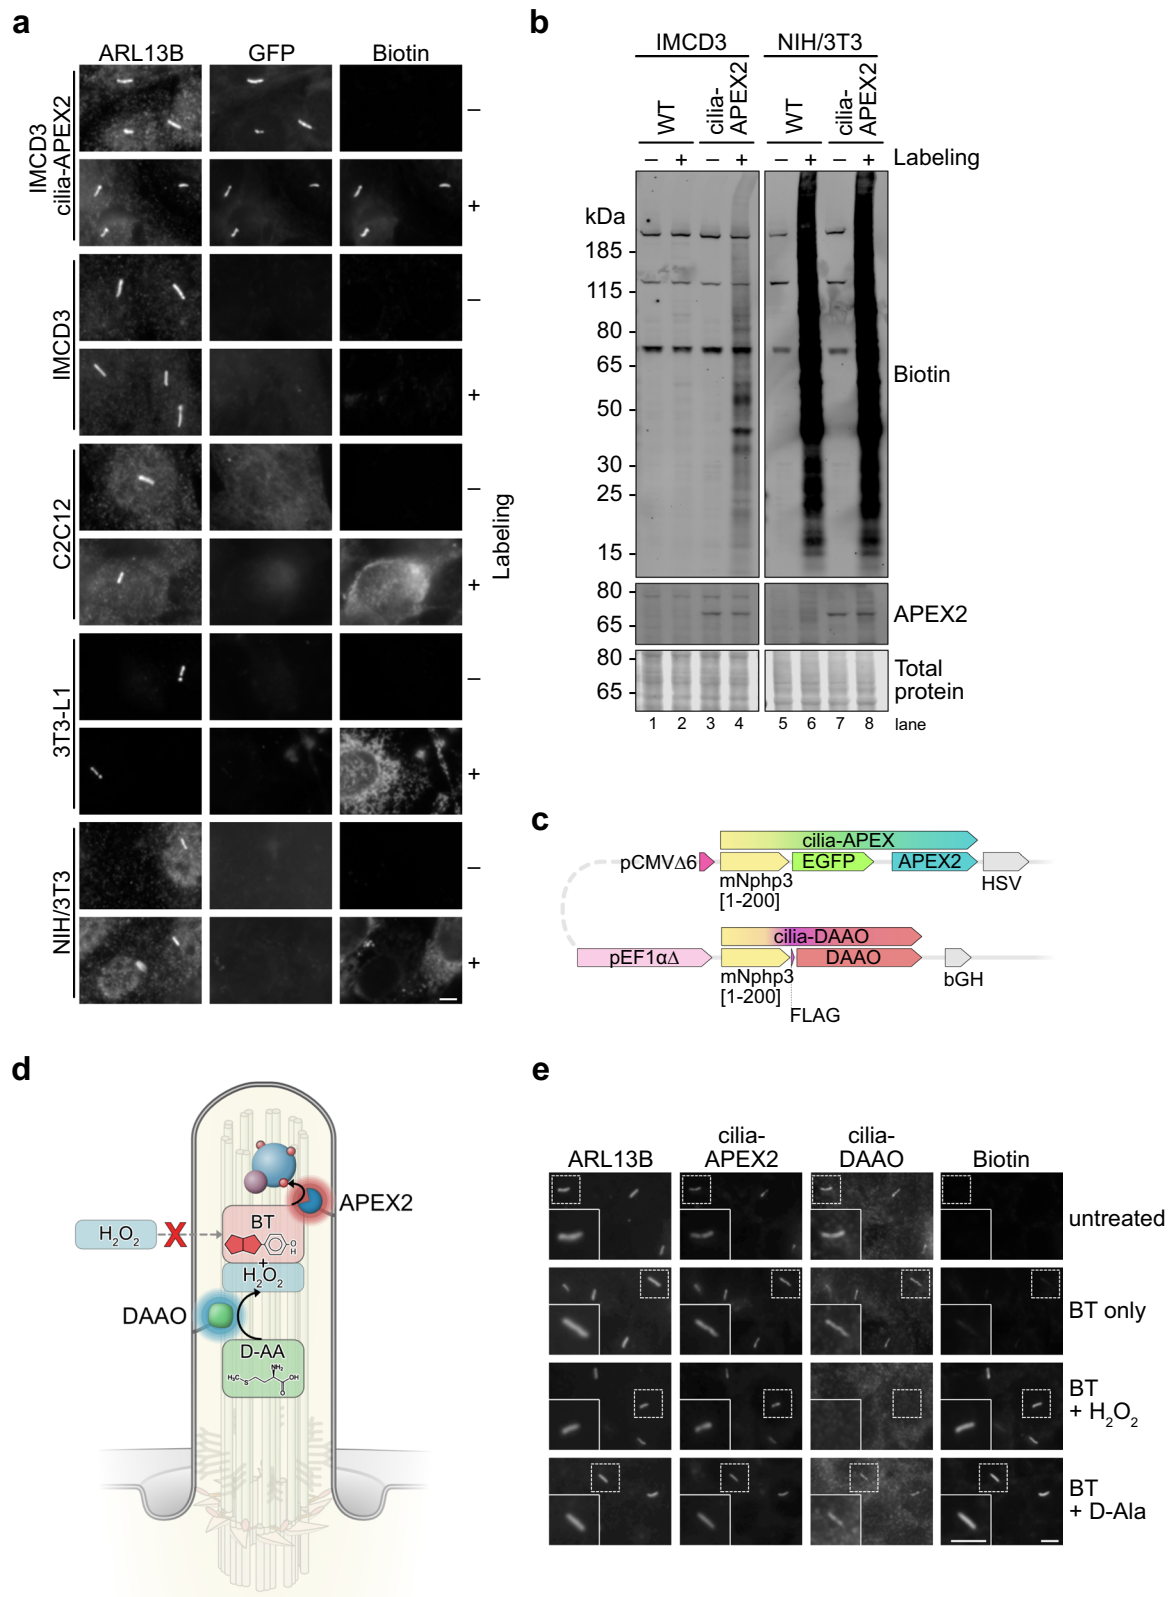 a
ARL13B GFP Biotin
IMCD3
cilia-APEX2
–
+
IMCD3
–
+
C2C12
–
+
3T3-L1
–
+
NIH/3T3
–
+
Labeling
b
IMCD3 NIH/3T3
WT
cilia-
APEX2
WT
cilia-
APEX2
– + – + – + – + Labeling
kDa
185
115
80
65
50
30
25
15
Biotin
80
65
APEX2
80
65
Total
protein
1 2 3 4 5 6 7 8 lane
c
cilia-APEX
pCMVΔ6 EGFP APEX2
mNphp3
[1-200]
HSV
cilia-DAAO
pEF1αΔ DAAO
mNphp3
[1-200]
bGH
FLAG
d
APEX2
H2O2 X
BT
O
H
+
H2O2
DAAO
D-AA
NH2
H3C S OH
O
e
ARL13B
cilia-
APEX2
cilia-
DAAO
Biotin
untreated
BT only
BT
+ H2O2
BT
+ D-Ala